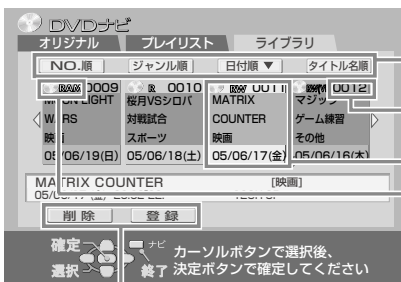 DVDナビ
オリジナル プレイリスト ライブラリ
NO.順 ジャンル順 日付順 ▼ タイトル名順
RAM 0009 R 0010 RW 0011 0012
MOON LIGHT 桜月VSシロバ MATRIX マジック
WARS 対戦試合 COUNTER ゲーム練習
映画 スポーツ 映画 その他
05/06/19(日) 05/06/18(土) 05/06/17(金) 05/06/16(木)
MATRIX COUNTER [映画]
05/06/17 (金)
削除 登録
確定 ナビ カーソルボタンで選択後、
選択 終了 決定ボタンで確定してください